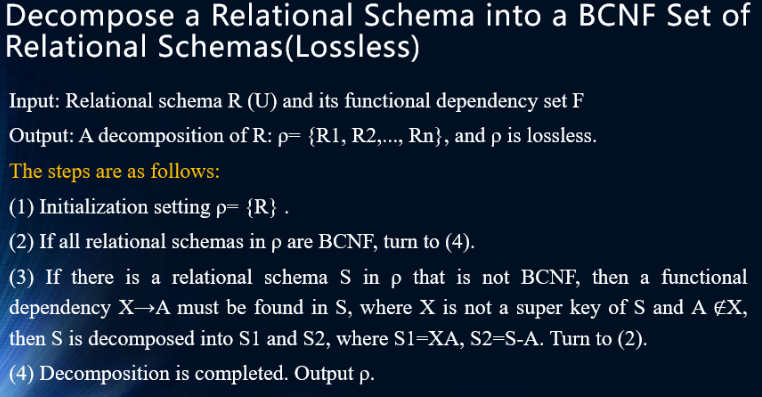 Decompose a Relational Schema into a BCNF Set of
Relational Schemas(Lossless)
Input: Relational schema R (U) and its functional dependency set F
Output: A decomposition of R: ρ= {R1, R2,..., Rn}, and ρ is lossless.
The steps are as follows:
(1) Initialization setting ρ= {R} .
(2) If all relational schemas in ρ are BCNF, turn to (4).
(3) If there is a relational schema S in ρ that is not BCNF, then a functional
dependency X→A must be found in S, where X is not a super key of S and A ∉X,
then S is decomposed into S1 and S2, where S1=XA, S2=S-A. Turn to (2).
(4) Decomposition is completed. Output ρ.